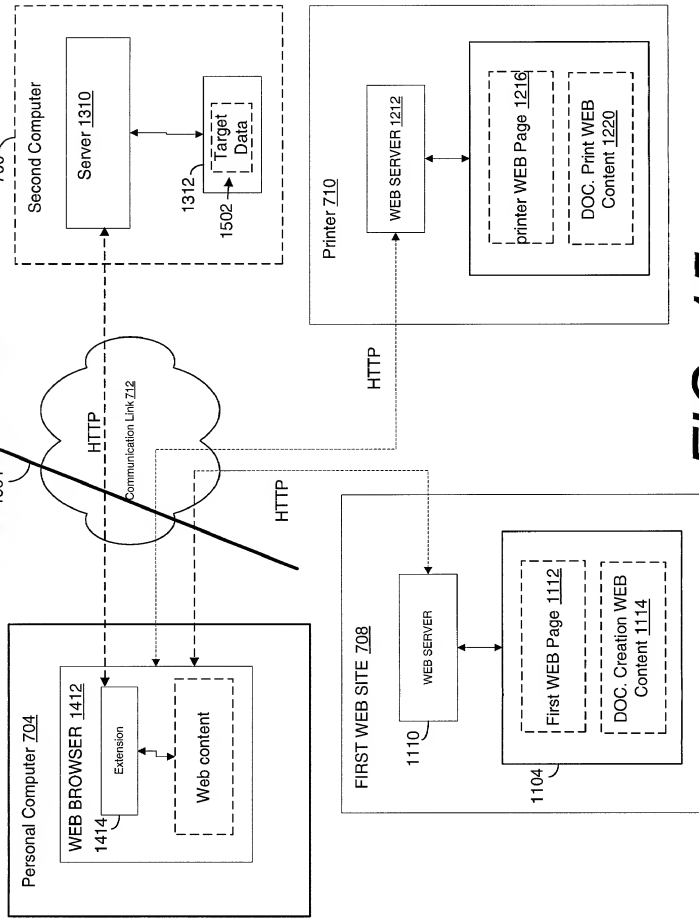 Second Computer
Server 1310
1312
Target
Data
1502
Printer 710
WEB SERVER 1212
printer WEB Page 1216
DOC. Print WEB
Content 1220
HTTP
Communication Link 712
HTTP
HTTP
Personal Computer 704
WEB BROWSER 1412
1414
Extension
Web content
FIRST WEB SITE 708
WEB SERVER
1110
First WEB Page 1112
DOC. Creation WEB
Content 1114
1104